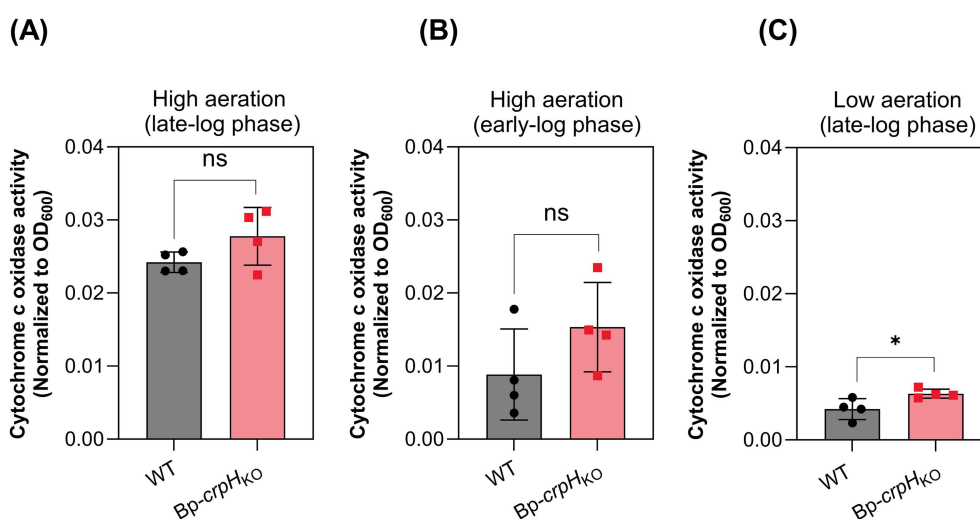 (A)
High aeration
(late-log phase)
Cytochrome c oxidase activity
(Normalized to OD600)
0.04
0.03
0.02
0.01
0.00
ns
WT
Bp-crpHKO
(B)
High aeration
(early-log phase)
Cytochrome c oxidase activity
(Normalized to OD600)
0.04
0.03
0.02
0.01
0.00
ns
WT
Bp-crpHKO
(C)
Low aeration
(late-log phase)
Cytochrome c oxidase activity
(Normalized to OD600)
0.04
0.03
0.02
0.01
0.00
*
WT
Bp-crpHKO